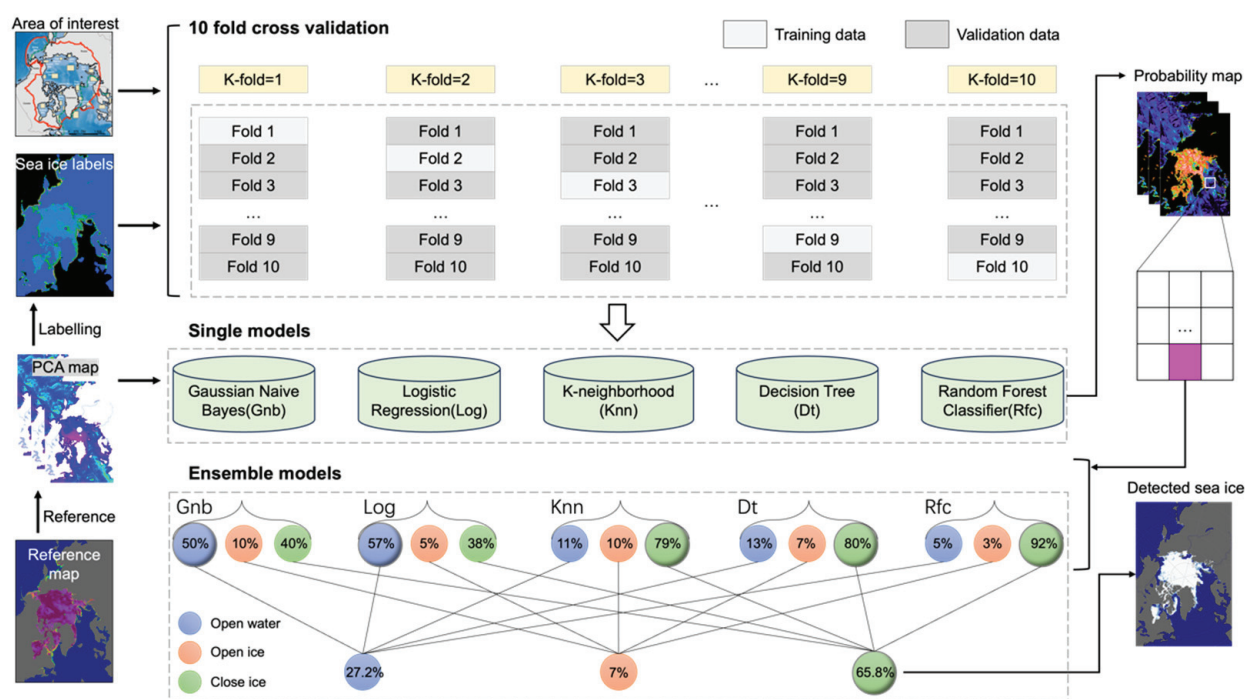 Area of interest
10 fold cross validation
Training data
Validation data
K-fold=1
K-fold=2
K-fold=3
...
K-fold=9
K-fold=10
Probability map
Fold 1
Fold 1
Fold 1
Fold 1
Fold 1
Fold 2
Fold 2
Fold 2
Fold 2
Fold 2
Fold 3
Fold 3
Fold 3
Fold 3
Fold 3
...
...
...
...
...
...
Fold 9
Fold 9
Fold 9
Fold 9
Fold 9
Fold 10
Fold 10
Fold 10
Fold 10
Fold 10
Sea ice labels
Labelling
PCA map
Reference
Reference
map
Single models
Gaussian Naive
Bayes(Gnb)
Logistic
Regression(Log)
K-neighborhood
(Knn)
Decision Tree
(Dt)
Random Forest
Classifier(Rfc)
...
Ensemble models
Gnb
Log
Knn
Dt
Rfc
50%
10%
40%
57%
5%
38%
11%
10%
79%
13%
7%
80%
5%
3%
92%
Open water
Open ice
Close ice
27.2%
7%
65.8%
Detected sea ice